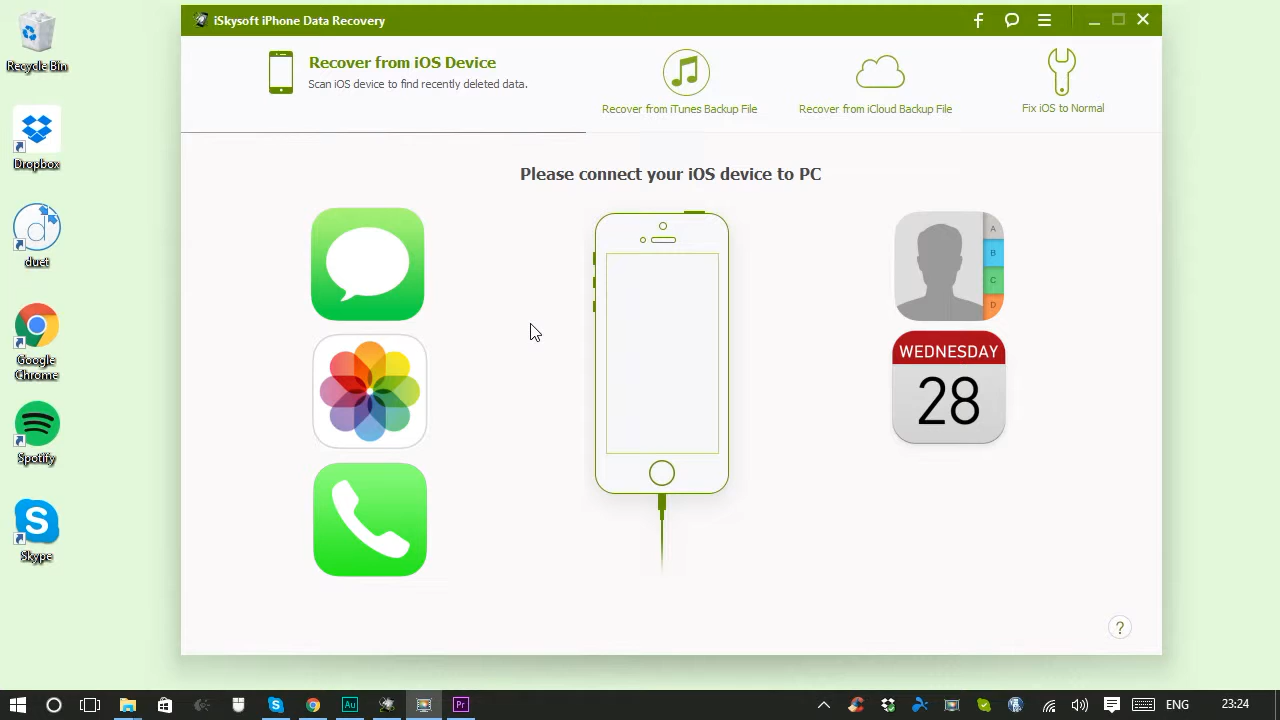 iSkysoft iPhone Data Recovery
Recycle Bin
Recover from iOS Device
Scan iOS device to find recently deleted data.
Recover from iTunes Backup File
Recover from iCloud Backup File
Fix iOS to Normal
Dropbox
Please connect your iOS device to PC
A
B
C
D
d
duet
WEDNESDAY
28
Google
Chrome
Spotify
Skype
?
Au
Pr
ENG
23:24